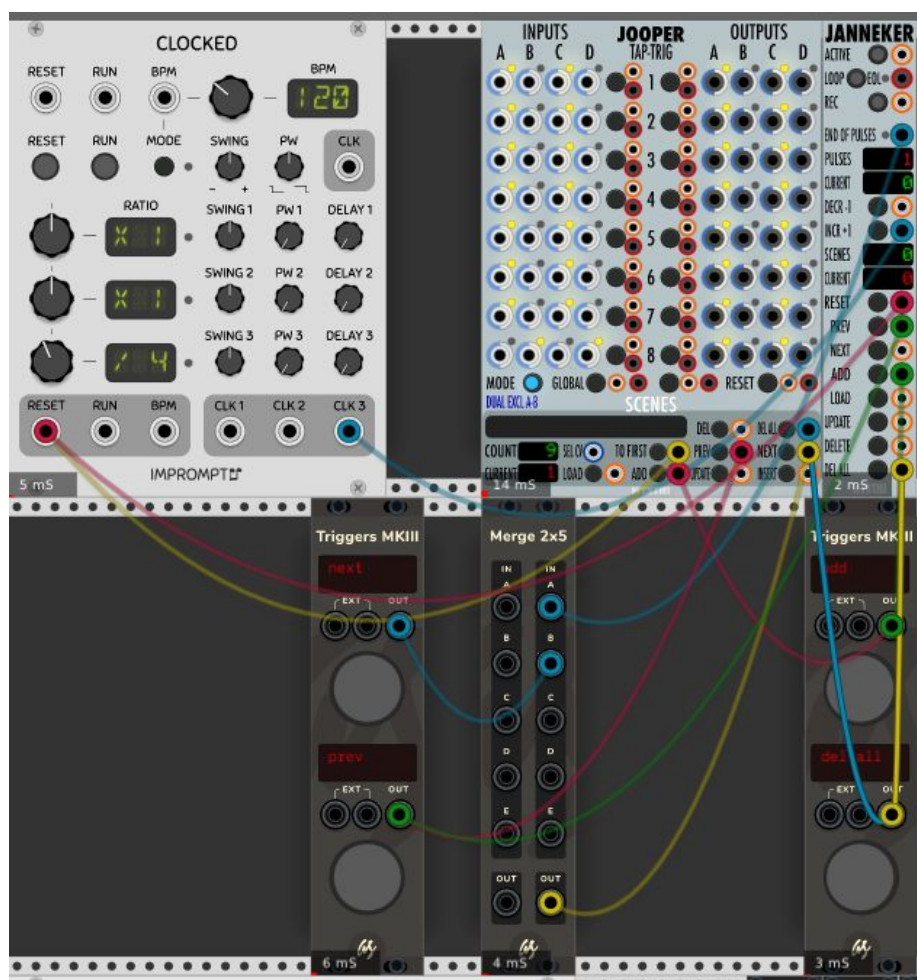 CLOCKED
RESET RUN BPM
BPM
120
RESET RUN MODE SWING PW CLK
- +
RATIO
X 1
SWING 1 PW 1 DELAY 1
X 1
SWING 2 PW 2 DELAY 2
/ 4
SWING 3 PW 3 DELAY 3
RESET RUN BPM CLK 1 CLK 2 CLK 3
IMPROMPTU
5 mS
INPUTS JOOPER OUTPUTS
A B C D TAP-TRIG A B C D
1
2
3
4
5
6
7
8
MODE GLOBAL RESET
DUAL EXCL A-B SCENES
DEL DEL ALL
COUNT 9 SEL CV TO FIRST PREV NEXT
CURRENT 1 LOAD ADD UPDATE INSERT
14 mS
JANNEKER
ACTIVE
LOOP EOL
REC
END OF PULSES
PULSES 1
CURRENT 0
DECR -1
INCR +1
SCENES 0
CURRENT 0
RESET
PREV
NEXT
ADD
LOAD
UPDATE
DELETE
DEL ALL
2 mS
Triggers MKIII
next
EXT OUT
prev
EXT OUT
6 mS
Merge 2x5
IN IN
A A
B B
C C
D D
E E
OUT OUT
4 mS
Triggers MKIII
add
EXT OUT
del all
EXT OUT
3 mS